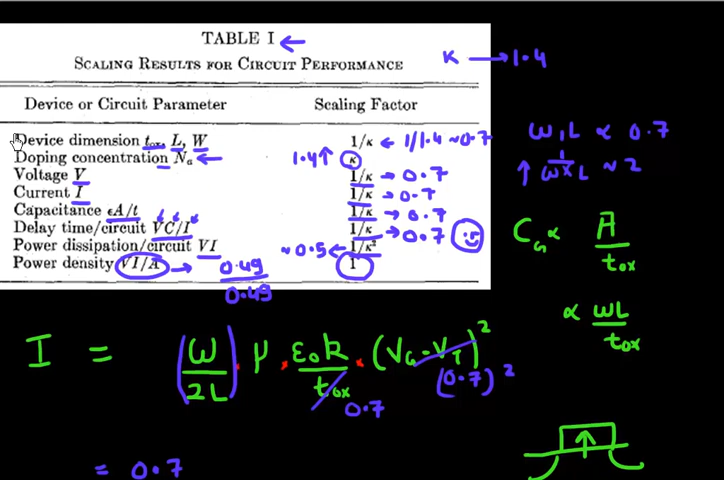 TABLE I ←
SCALING RESULTS FOR CIRCUIT PERFORMANCE
K → 1.4
Device or Circuit Parameter Scaling Factor
Device dimension tox, L, W 1/κ ← 1/1.4 ~0.7
Doping concentration Na ← 1.4↑ κ
Voltage V 1/κ → 0.7
Current I 1/κ → 0.7
Capacitance ϵA/t 1/κ → 0.7
Delay time/circuit VC/I 1/κ → 0.7
Power dissipation/circuit VI ~0.5 ← 1/κ²
Power density VI/A → 0.49/0.49 1
W, L ∝ 0.7
↑ 1/(W×L) ~ 2
CG ∝ A/tox
∝ WL/tox
I = (W/2L) . μ . ε0k/tox . (VG - VT)²
0.7 (0.7)²
= 0.7